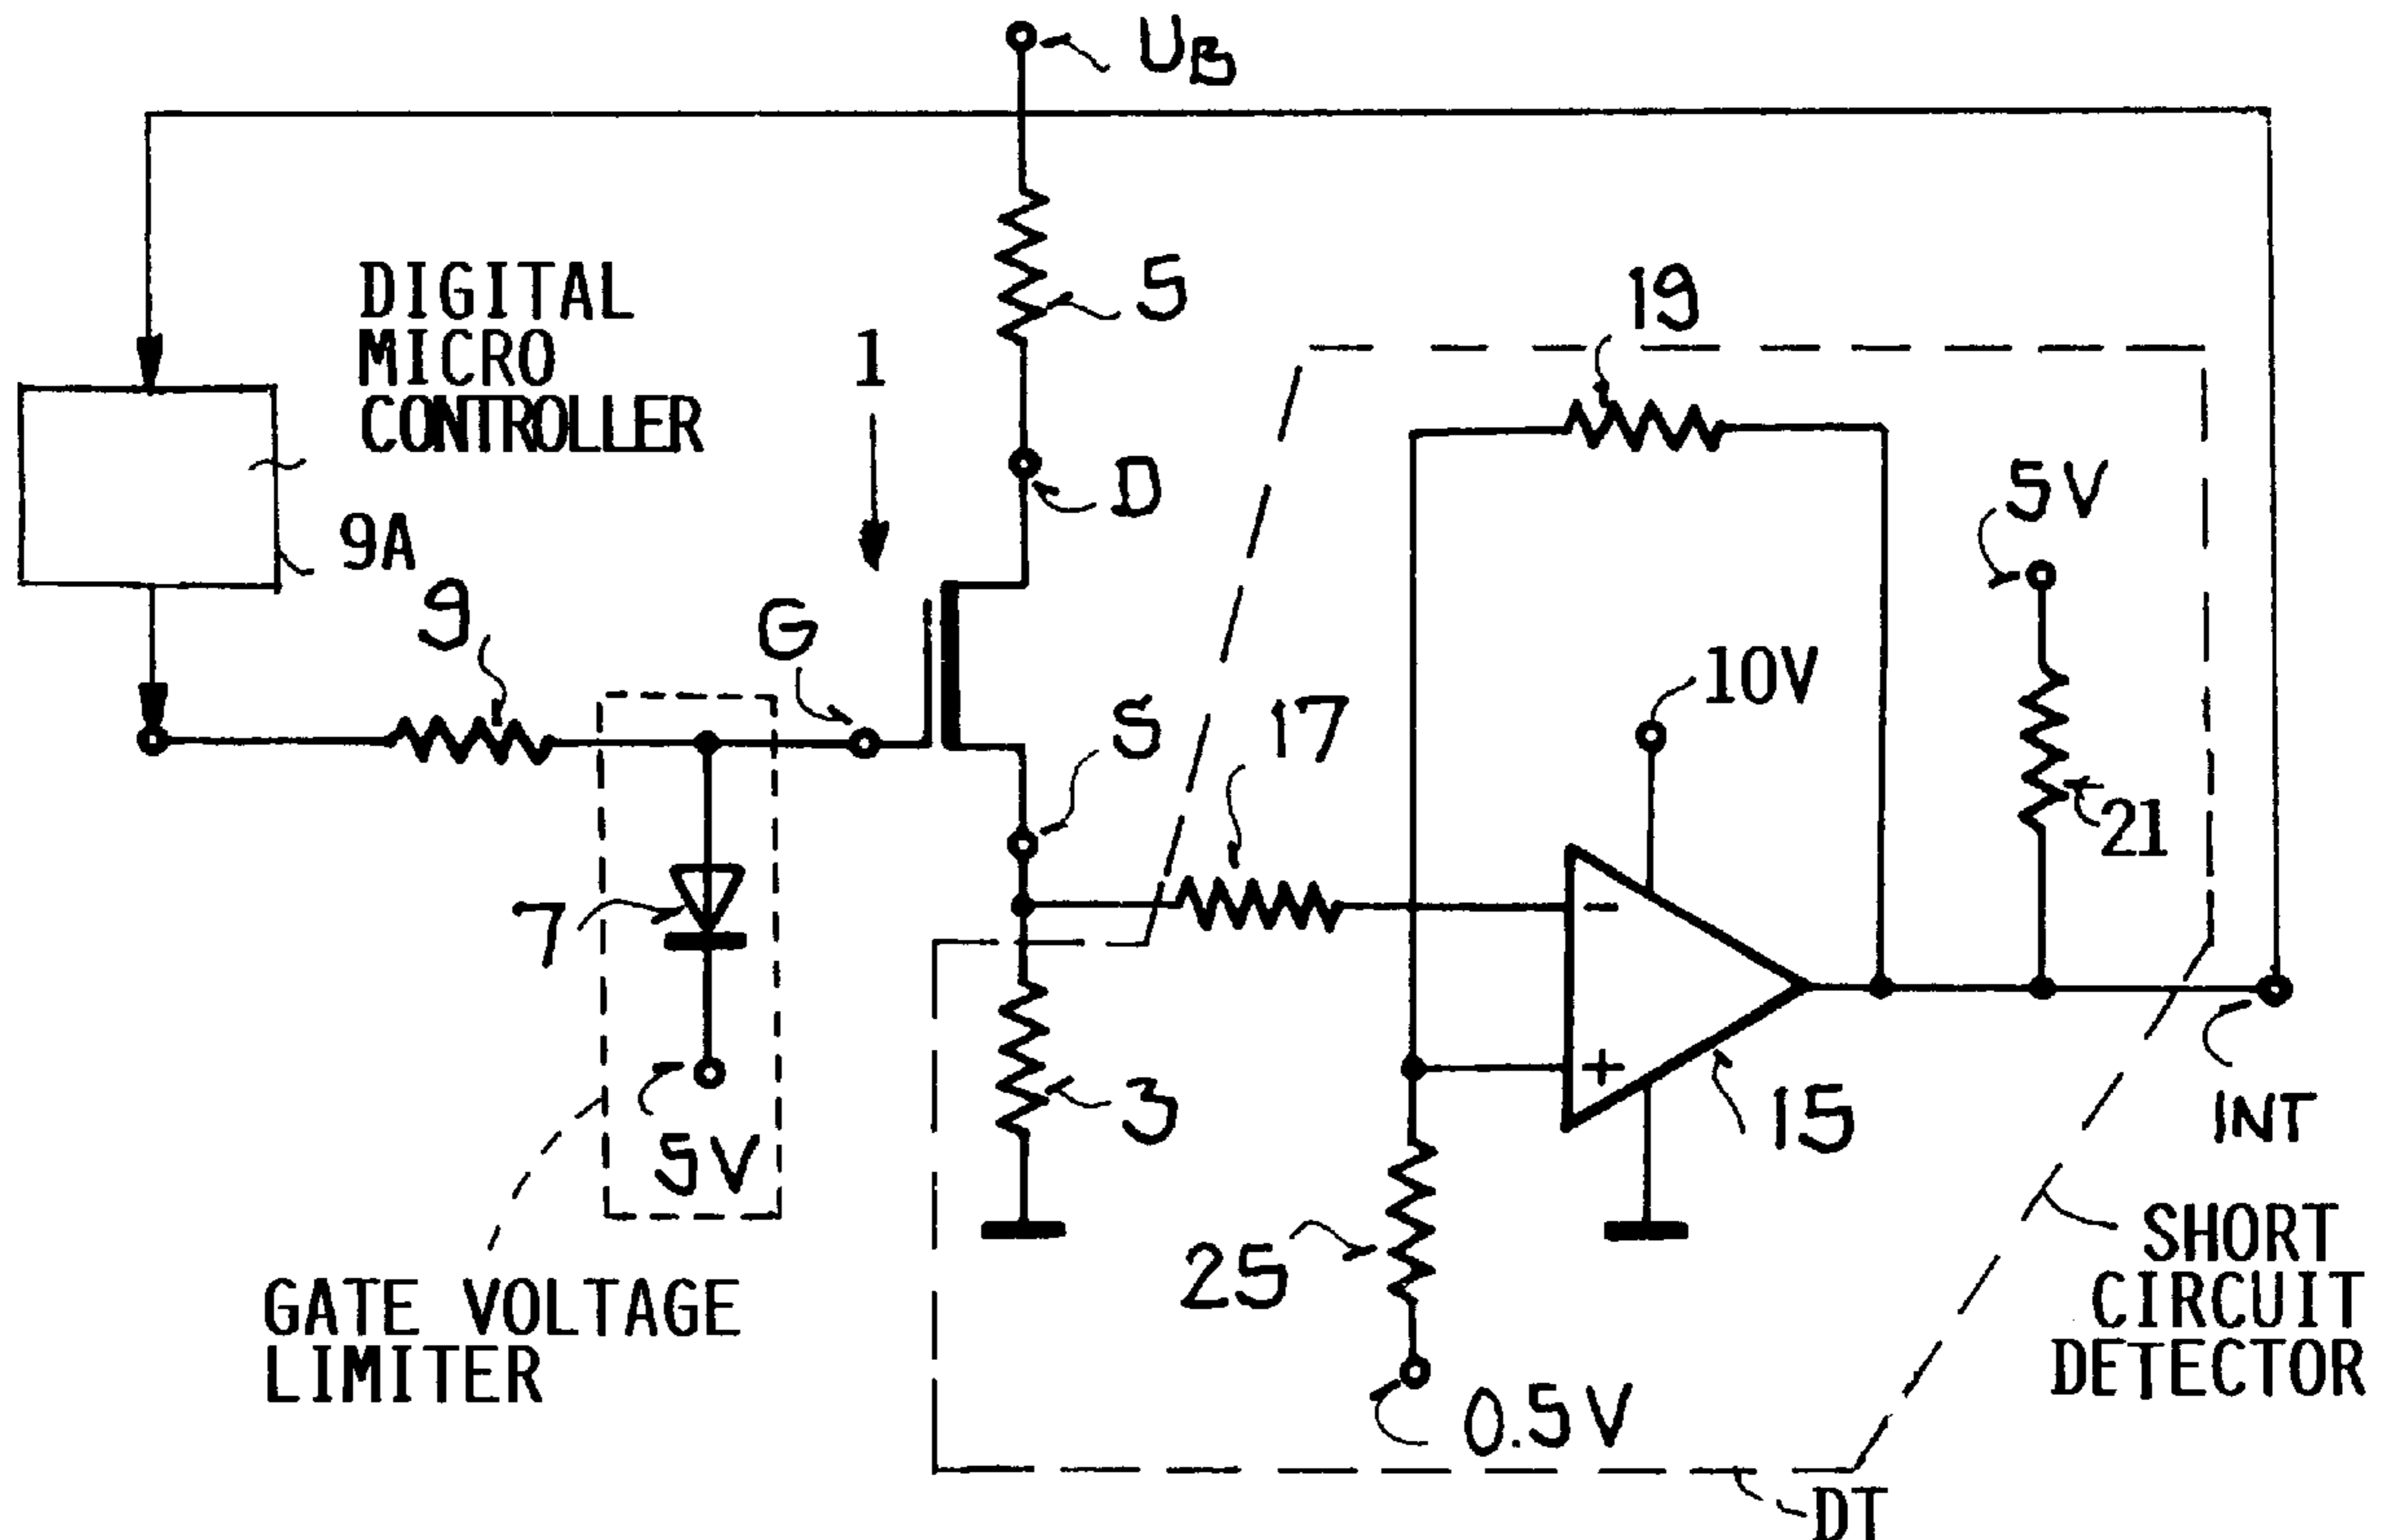 UB
DIGITAL
MICRO
CONTROLLER
1
5
19
D
5V
9A
9
G
S
17
10V
21
7
-
+
3
15
INT
5V
25
SHORT
CIRCUIT
DETECTOR
GATE VOLTAGE
LIMITER
0.5V
DT